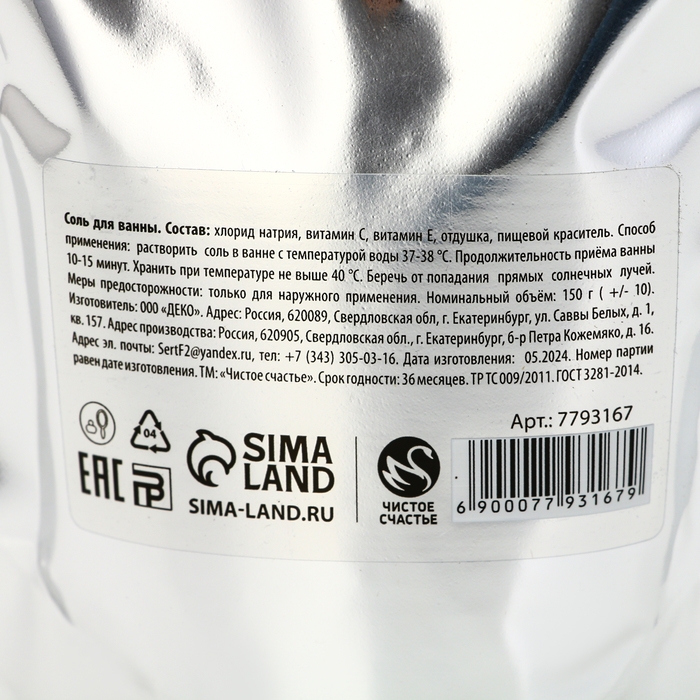 Соль для ванны. Состав: хлорид натрия, витамин С, витамин Е, отдушка, пищевой краситель. Способ
применения: растворить соль в ванне с температурой воды 37-38 °С. Продолжительность приёма ванны
10-15 минут. Хранить при температуре не выше 40 °С. Беречь от попадания прямых солнечных лучей.
Меры предосторожности: только для наружного применения. Номинальный объём: 150 г ( +/- 10).
Изготовитель: ООО «ДЕКО». Адрес: Россия, 620089, Свердловская обл, г. Екатеринбург, ул. Саввы Белых, д. 1,
кв. 157. Адрес производства: Россия, 620905, Свердловская обл., г. Екатеринбург, б-р Петра Кожемяко, д. 16.
Адрес эл. почты: SertF2@yandex.ru, тел: +7 (343) 305-03-16. Дата изготовления: 05.2024. Номер партии
равен дате изготовления. ТМ: «Чистое счастье». Срок годности: 36 месяцев. ТР ТС 009/2011. ГОСТ 3281-2014.
Арт.: 7793167
04
EAC
SIMA
LAND
SIMA-LAND.RU
ЧИСТОЕ
СЧАСТЬЕ
6 900077 931679